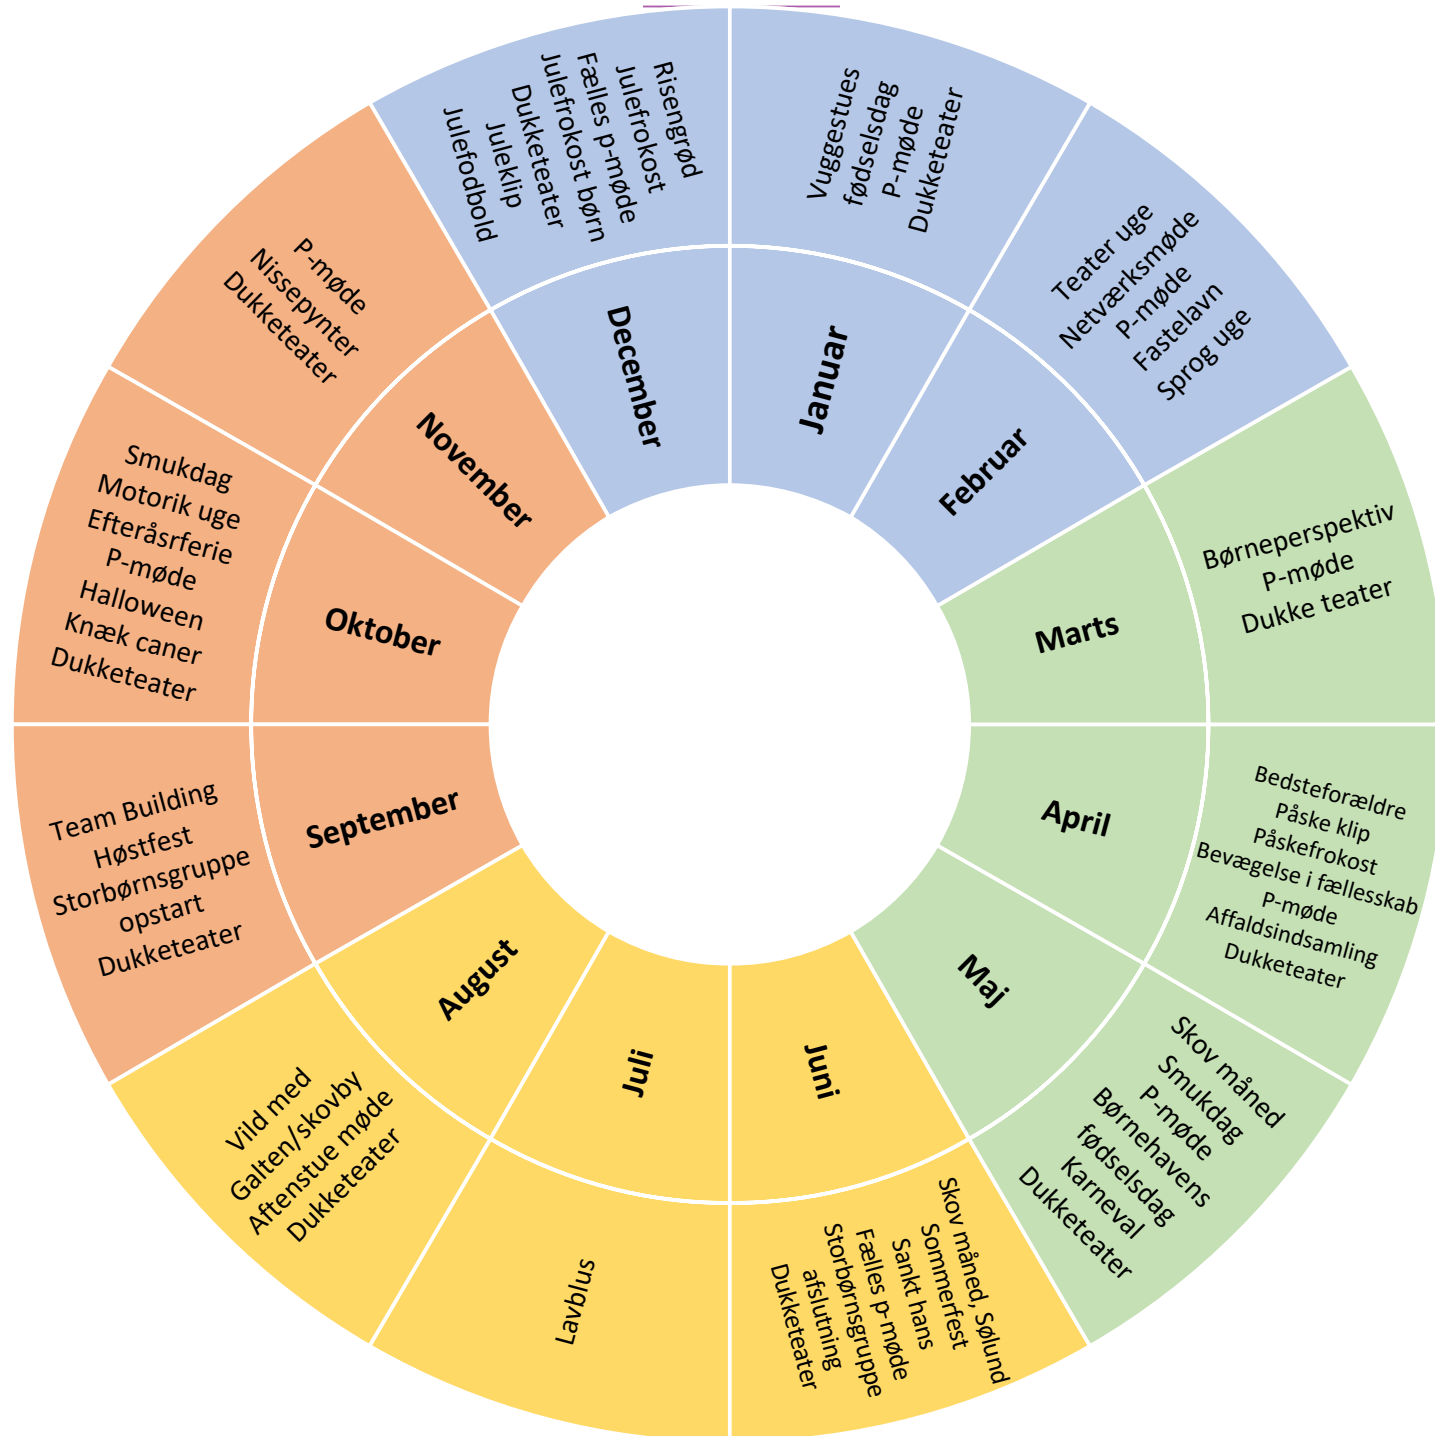 Januar
Vuggestues
fødselsdag
P-møde
Dukketeater
Februar
Teater uge
Netværksmøde
P-møde
Fastelavn
Sprog uge
Marts
Børneperspektiv
P-møde
Dukke teater
April
Bedsteforældre
Påske klip
Påskefrokost
Bevægelse i fællesskab
P-møde
Affaldsindsamling
Dukketeater
Maj
Skov måned
Smukdag
P-møde
Børnehavens
fødselsdag
Karneval
Dukketeater
Juni
Skov måned, Sølund
Sommerfest
Sankt hans
Fælles p-møde
Storbørnsgruppe
afslutning
Dukketeater
Juli
Lavblus
August
Vild med
Galten/skovby
Aftenstue møde
Dukketeater
September
Team Building
Høstfest
Storbørnsgruppe
opstart
Dukketeater
Oktober
Smukdag
Motorik uge
Efteråsrferie
P-møde
Halloween
Knæk caner
Dukketeater
November
P-møde
Nissepynter
Dukketeater
December
Risengrød
Julefrokost
Fælles p-møde
Julefrokost børn
Dukketeater
Juleklip
Julefodbold